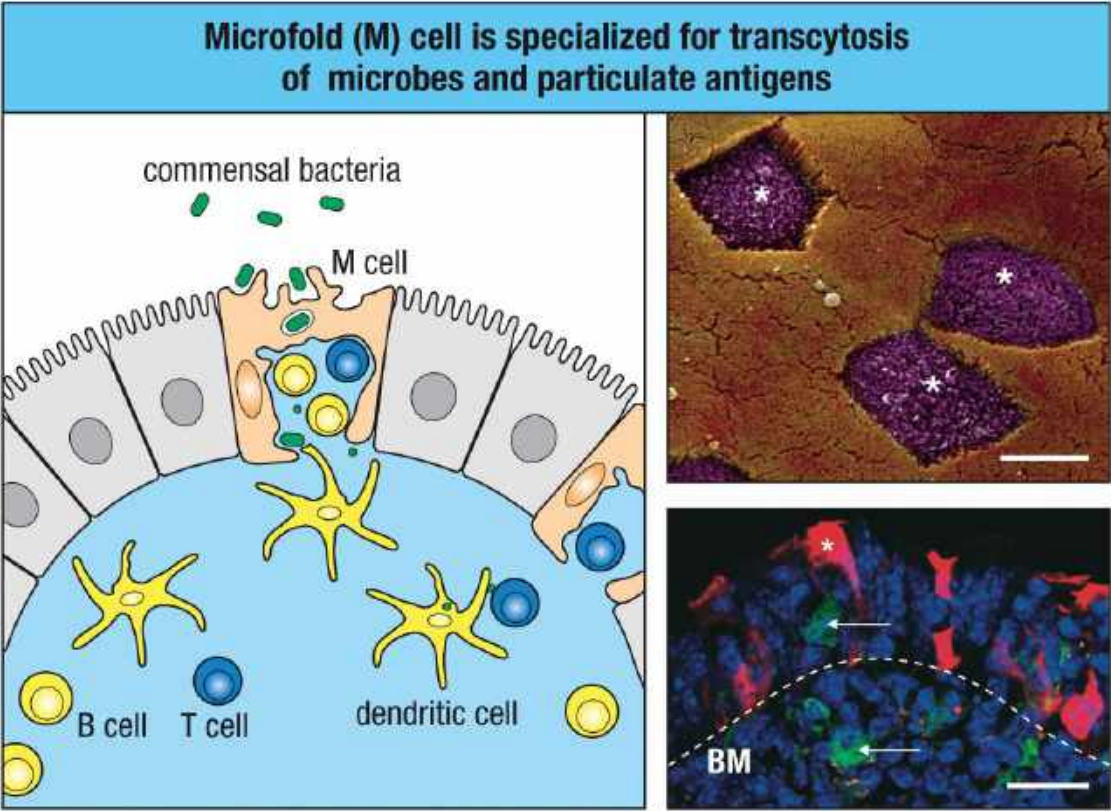 Microfold (M) cell is specialized for transcytosis
of microbes and particulate antigens
commensal bacteria
M cell
B cell
T cell
dendritic cell
*
*
*
*
BM